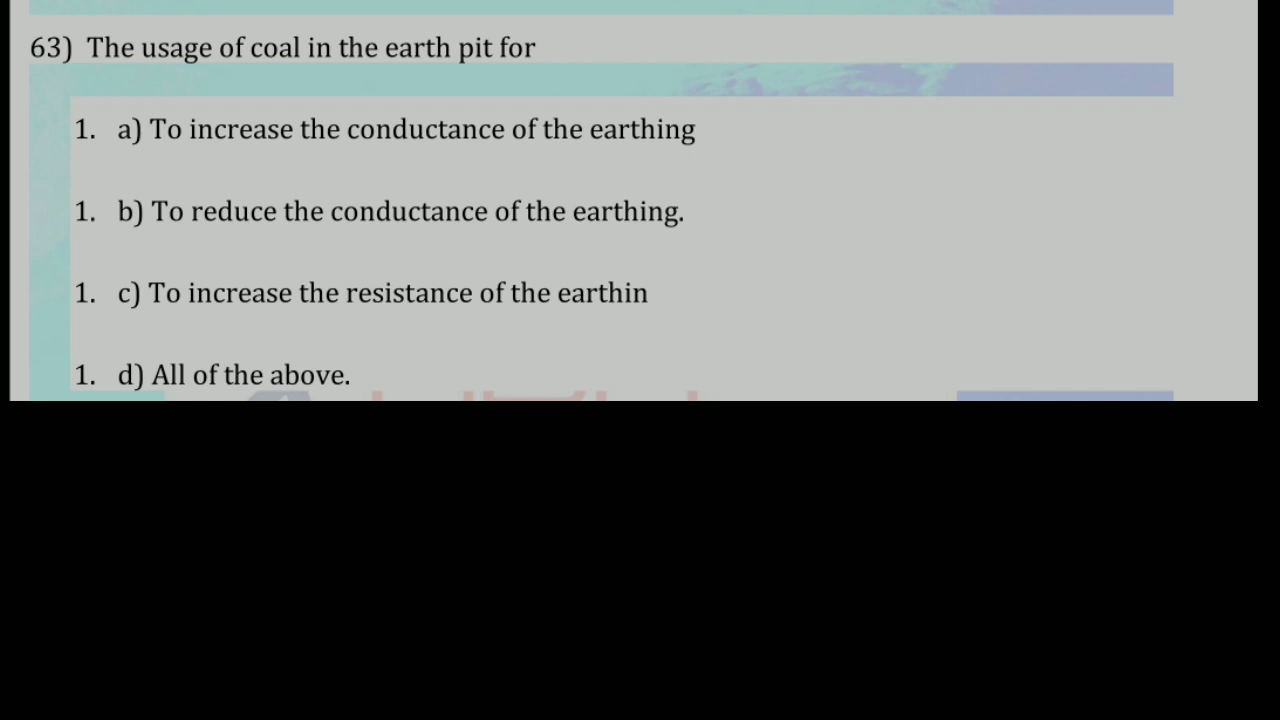 63) The usage of coal in the earth pit for
1. a) To increase the conductance of the earthing
1. b) To reduce the conductance of the earthing.
1. c) To increase the resistance of the earthin
1. d) All of the above.